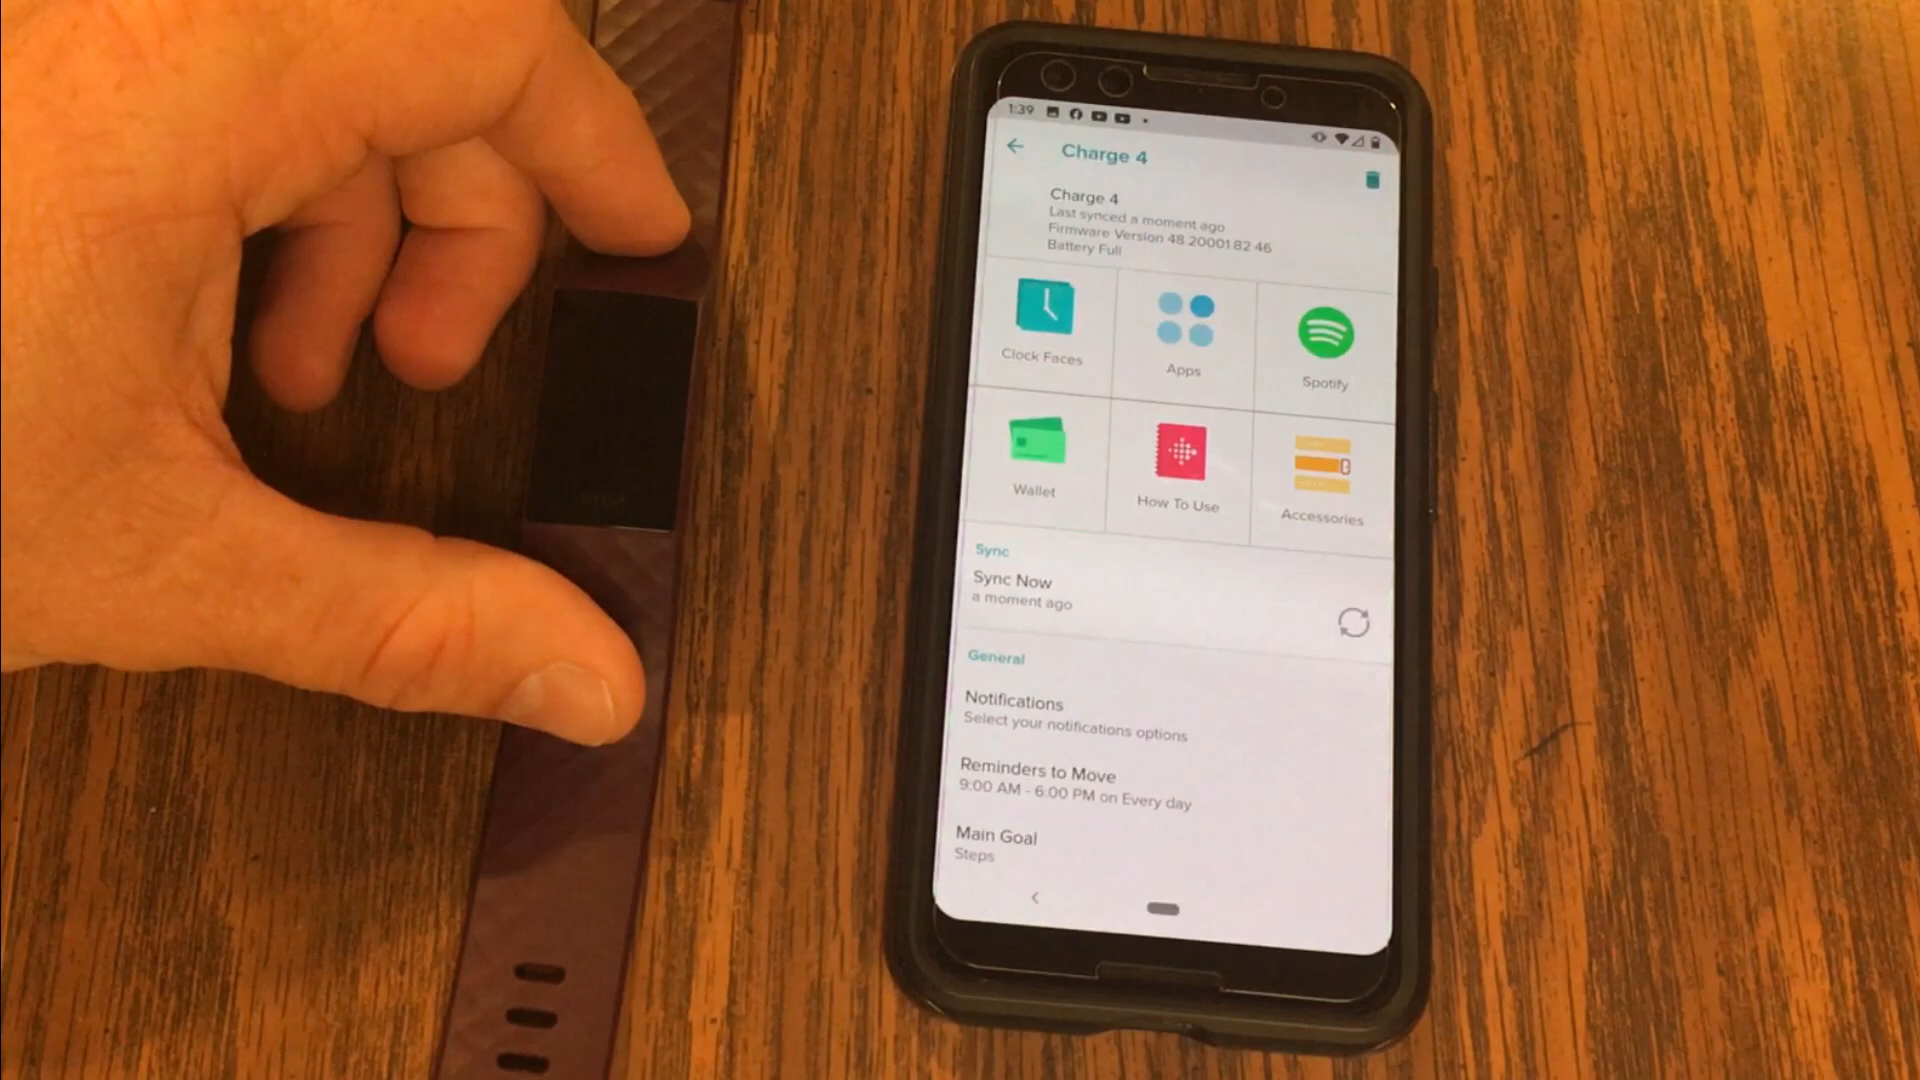 1:39
Charge 4
Charge 4
Last synced a moment ago
Firmware Version 48.20001.82.46
Battery Full
Clock Faces
Apps
Spotify
Wallet
How To Use
Accessories
Sync
Sync Now
a moment ago
General
Notifications
Select your notifications options
Reminders to Move
9:00 AM - 6:00 PM on Every day
Main Goal
Steps